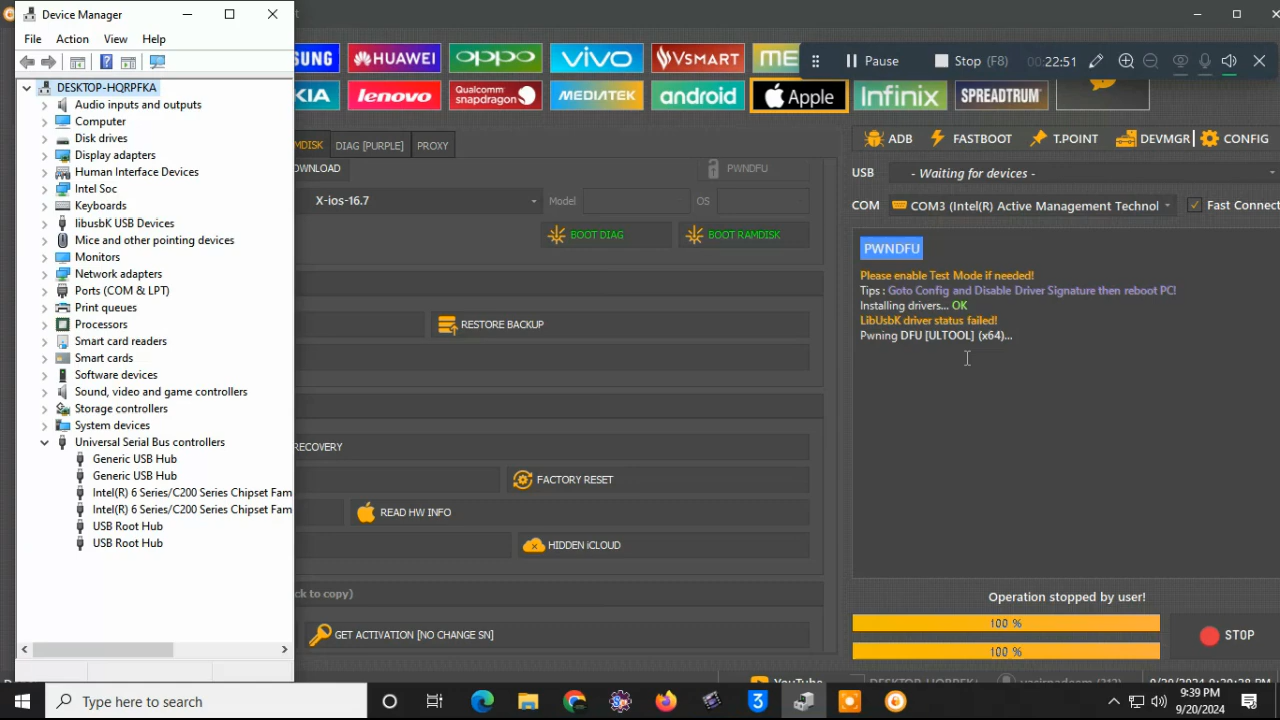 Device Manager
File Action View Help
DESKTOP-HQRPFKA
Audio inputs and outputs
Computer
Disk drives
Display adapters
Human Interface Devices
Intel Soc
Keyboards
libusbK USB Devices
Mice and other pointing devices
Monitors
Network adapters
Ports (COM & LPT)
Print queues
Processors
Smart card readers
Smart cards
Software devices
Sound, video and game controllers
Storage controllers
System devices
Universal Serial Bus controllers
Generic USB Hub
Generic USB Hub
Intel(R) 6 Series/C200 Series Chipset Fam
Intel(R) 6 Series/C200 Series Chipset Fam
USB Root Hub
USB Root Hub
SUNG HUAWEI oppo vivo VSMART ME
Pause Stop (F8) 00:22:51
KIA lenovo Qualcomm snapdragon MEDIATEK android Apple Infinix SPREADTRUM
MDISK DIAG [PURPLE] PROXY
OWNLOAD PWNDFU
X-ios-16.7 Model OS
BOOT DIAG BOOT RAMDISK
RESTORE BACKUP
RECOVERY
FACTORY RESET
READ HW INFO
HIDDEN iCLOUD
ck to copy)
GET ACTIVATION [NO CHANGE SN]
ADB FASTBOOT T.POINT DEVMGR CONFIG
USB - Waiting for devices -
COM COM3 (Intel(R) Active Management Technol Fast Connect
PWNDFU
Please enable Test Mode if needed!
Tips : Goto Config and Disable Driver Signature then reboot PC!
Installing drivers... OK
LibUsbK driver status failed!
Pwning DFU [ULTOOL] (x64)...
Operation stopped by user!
100 %
100 %
STOP
YouTube
Type here to search
3
9:39 PM
9/20/2024